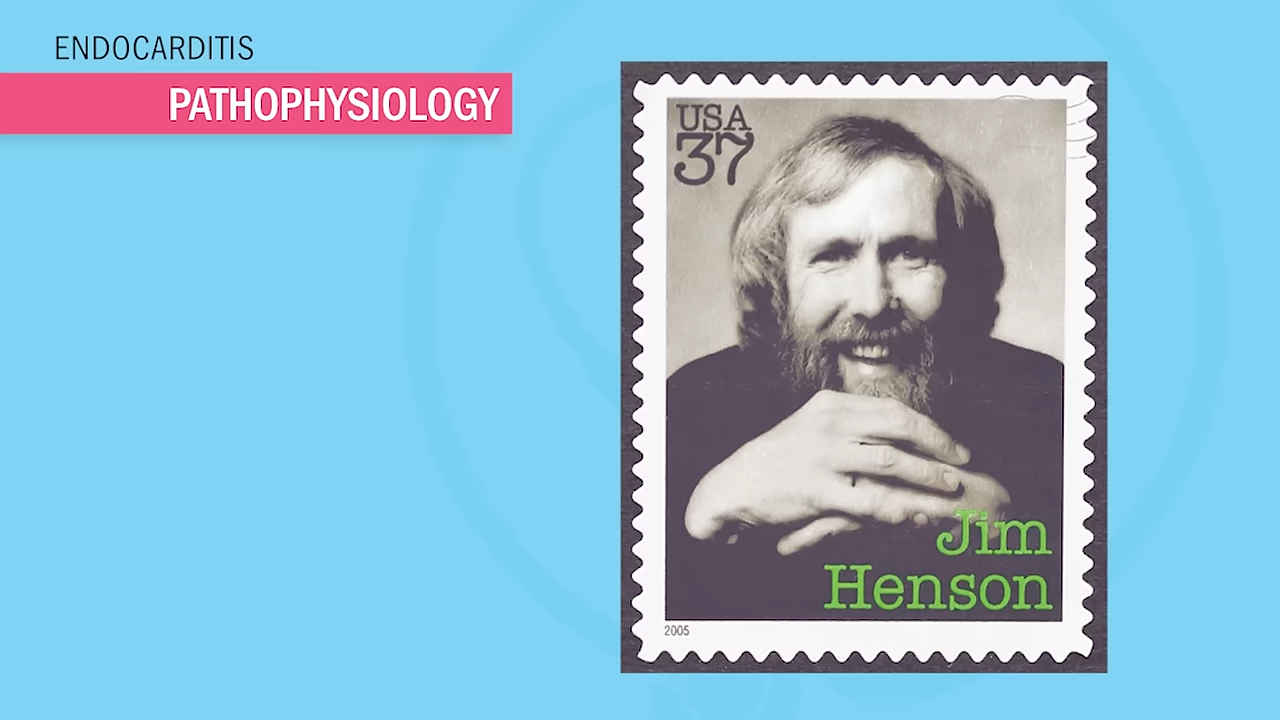 ENDOCARDITIS
PATHOPHYSIOLOGY
USA
37
Jim
Henson
2005